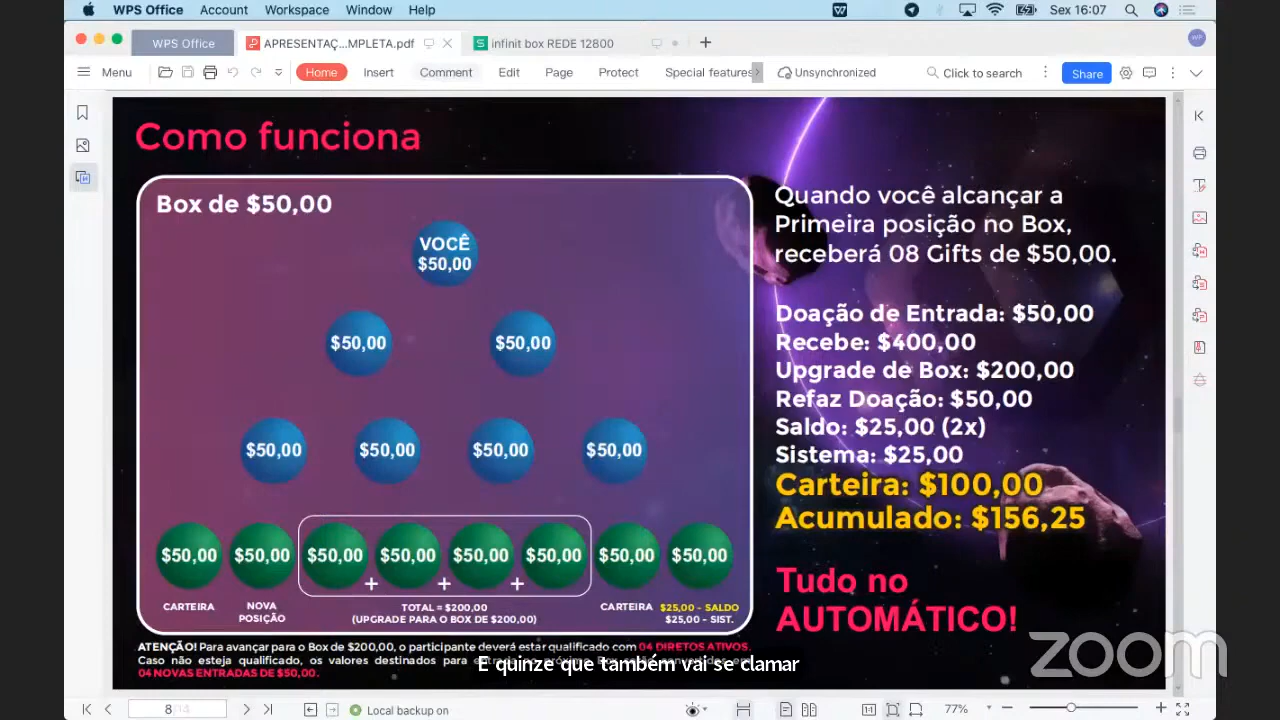 WPS Office Account Workspace Window Help Sex 16:07
WPS Office APRESENTAÇ...MPLETA.pdf infinit box REDE 12800 WP
Menu Home Insert Comment Edit Page Protect Special features Unsynchronized Click to search Share
Como funciona
Box de $50,00
VOCÊ
$50,00
$50,00 $50,00
$50,00 $50,00 $50,00 $50,00
$50,00 $50,00 $50,00 $50,00 $50,00 $50,00 $50,00 $50,00
+ + +
CARTEIRA NOVA POSIÇÃO TOTAL = $200,00 CARTEIRA $25,00 - SALDO
(UPGRADE PARA O BOX DE $200,00) $25,00 - SIST.
ATENÇÃO! Para avançar para o Box de $200,00, o participante deverá estar qualificado com 04 DIRETOS ATIVOS.
Caso não esteja qualificado, os valores destinados para
04 NOVAS ENTRADAS DE $50,00.
Quando você alcançar a
Primeira posição no Box,
receberá 08 Gifts de $50,00.
Doação de Entrada: $50,00
Recebe: $400,00
Upgrade de Box: $200,00
Refaz Doação: $50,00
Saldo: $25,00 (2x)
Sistema: $25,00
Carteira: $100,00
Acumulado: $156,25
Tudo no
AUTOMÁTICO!
E quinze que também vai se clamar
zoom
8/14 Local backup on 1:1 77%